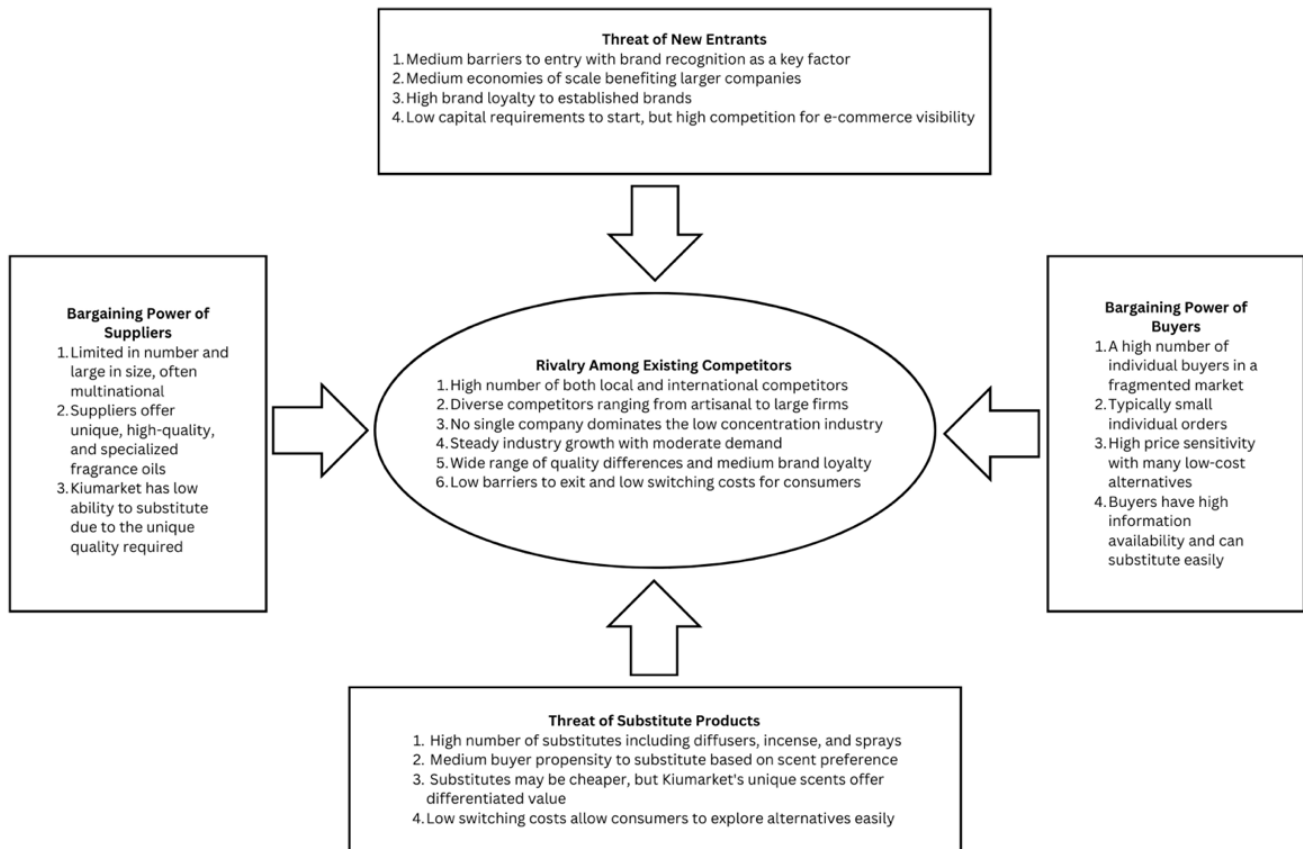 Threat of New Entrants
1. Medium barriers to entry with brand recognition as a key factor
2. Medium economies of scale benefiting larger companies
3. High brand loyalty to established brands
4. Low capital requirements to start, but high competition for e-commerce visibility
Bargaining Power of
Suppliers
1. Limited in number and
large in size, often
multinational
2. Suppliers offer
unique, high-quality,
and specialized
fragrance oils
3. Kiumarket has low
ability to substitute
due to the unique
quality required
Rivalry Among Existing Competitors
1. High number of both local and international competitors
2. Diverse competitors ranging from artisanal to large firms
3. No single company dominates the low concentration industry
4. Steady industry growth with moderate demand
5. Wide range of quality differences and medium brand loyalty
6. Low barriers to exit and low switching costs for consumers
Bargaining Power of
Buyers
1. A high number of
individual buyers in a
fragmented market
2. Typically small
individual orders
3. High price sensitivity
with many low-cost
alternatives
4. Buyers have high
information
availability and can
substitute easily
Threat of Substitute Products
1. High number of substitutes including diffusers, incense, and sprays
2. Medium buyer propensity to substitute based on scent preference
3. Substitutes may be cheaper, but Kiumarket's unique scents offer
differentiated value
4. Low switching costs allow consumers to explore alternatives easily